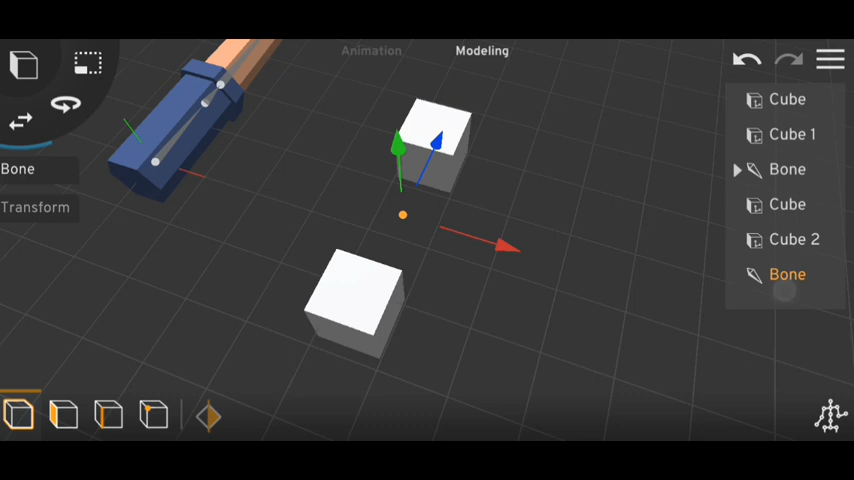 Animation
Modeling
Bone
Transform
Cube
Cube 1
Bone
Cube
Cube 2
Bone